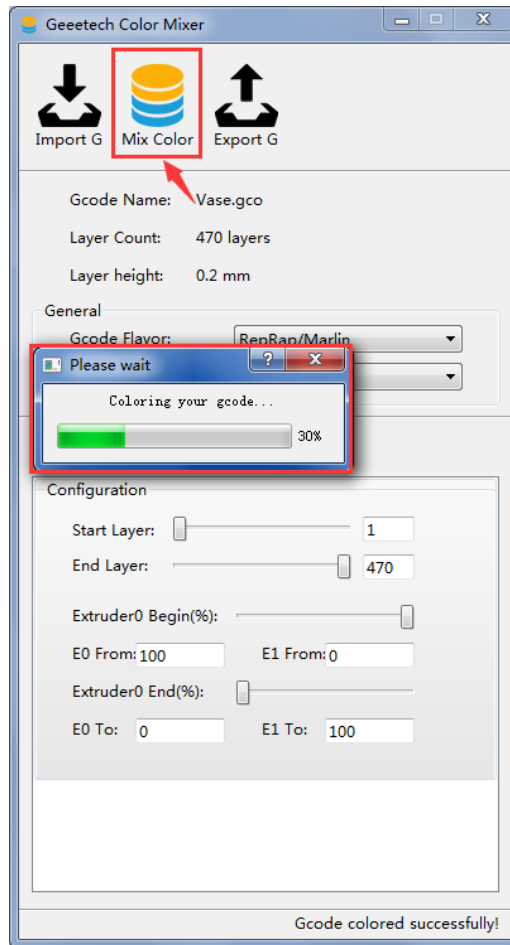 Geeetech Color Mixer
Import G Mix Color Export G
Gcode Name: Vase.gco
Layer Count: 470 layers
Layer height: 0.2 mm
General
Gcode Flavor: RepRap/Marlin
Please wait
Coloring your gcode...
30%
Configuration
Start Layer: 1
End Layer: 470
Extruder0 Begin(%):
E0 From: 100 E1 From: 0
Extruder0 End(%):
E0 To: 0 E1 To: 100
Gcode colored successfully!